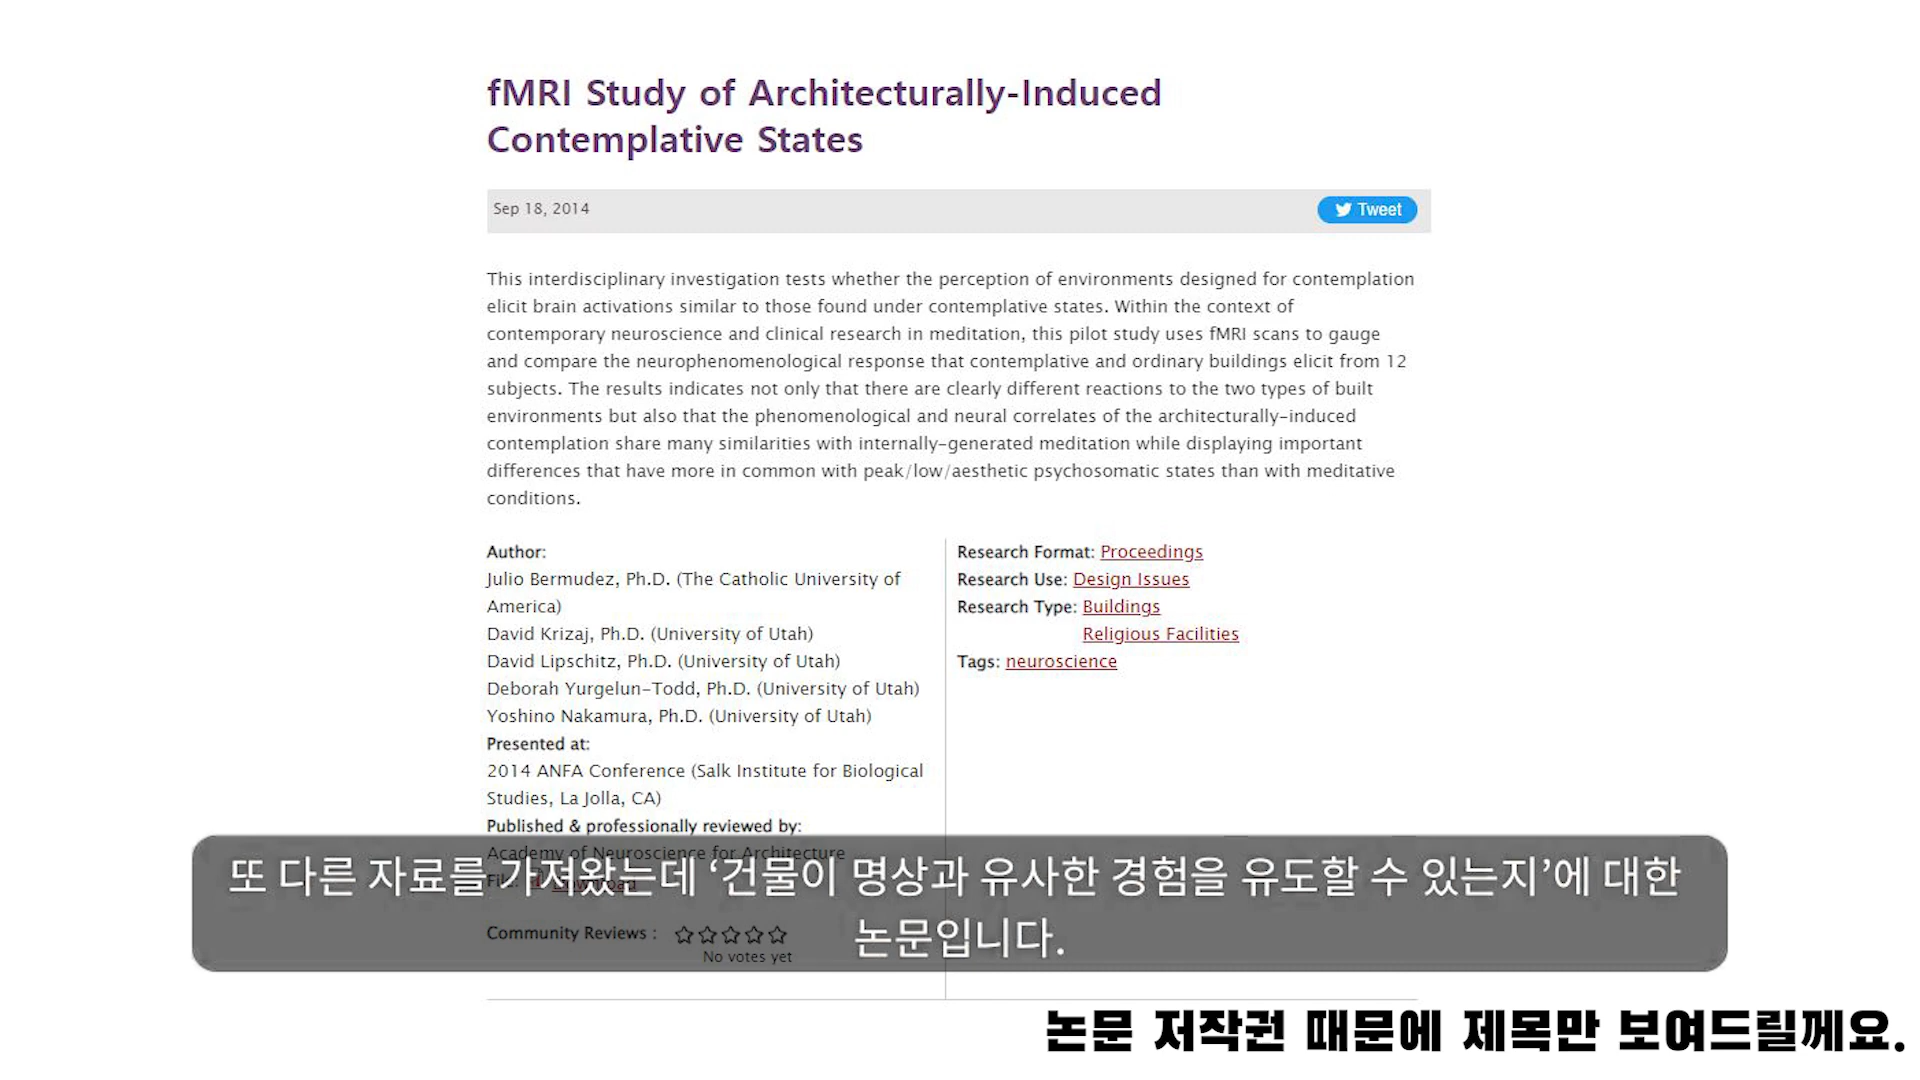 fMRI Study of Architecturally-Induced
Contemplative States
Sep 18, 2014
Tweet
This interdisciplinary investigation tests whether the perception of environments designed for contemplation
elicit brain activations similar to those found under contemplative states. Within the context of
contemporary neuroscience and clinical research in meditation, this pilot study uses fMRI scans to gauge
and compare the neurophenomenological response that contemplative and ordinary buildings elicit from 12
subjects. The results indicates not only that there are clearly different reactions to the two types of built
environments but also that the phenomenological and neural correlates of the architecturally-induced
contemplation share many similarities with internally-generated meditation while displaying important
differences that have more in common with peak/low/aesthetic psychosomatic states than with meditative
conditions.
Author:
Julio Bermudez, Ph.D. (The Catholic University of
America)
David Krizaj, Ph.D. (University of Utah)
David Lipschitz, Ph.D. (University of Utah)
Deborah Yurgelun-Todd, Ph.D. (University of Utah)
Yoshino Nakamura, Ph.D. (University of Utah)
Presented at:
2014 ANFA Conference (Salk Institute for Biological
Studies, La Jolla, CA)
Published & professionally reviewed by:
Academy of Neuroscience for Architecture
File: Download
Community Reviews :
No votes yet
Research Format: Proceedings
Research Use: Design Issues
Research Type: Buildings
Religious Facilities
Tags: neuroscience
또 다른 자료를 가져왔는데 ‘건물이 명상과 유사한 경험을 유도할 수 있는지’에 대한
논문입니다.
논문 저작권 때문에 제목만 보여드릴께요.